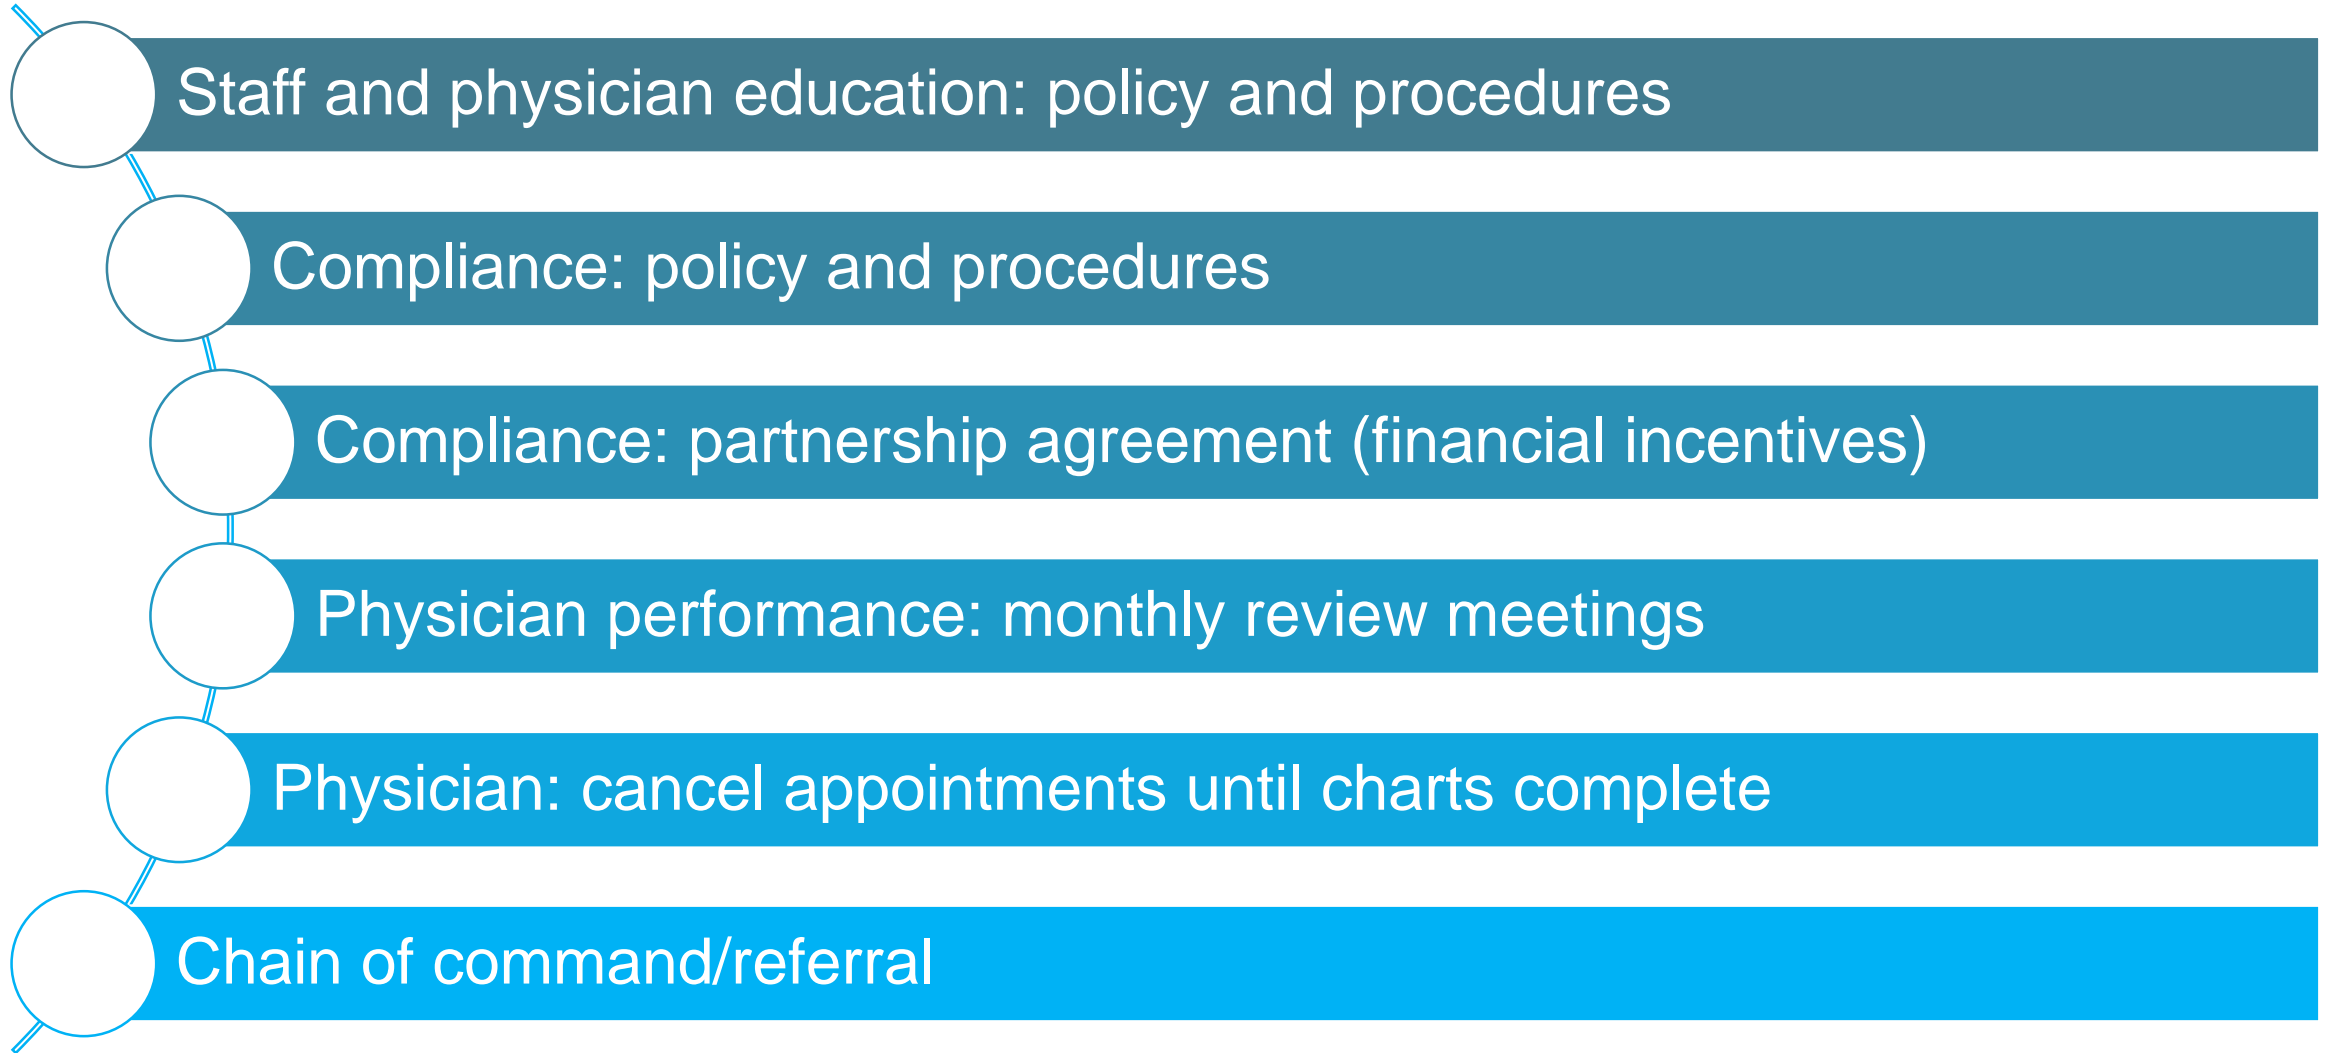 Staff and physician education: policy and procedures
Compliance: policy and procedures
Compliance: partnership agreement (financial incentives)
Physician performance: monthly review meetings
Physician: cancel appointments until charts complete
Chain of command/referral